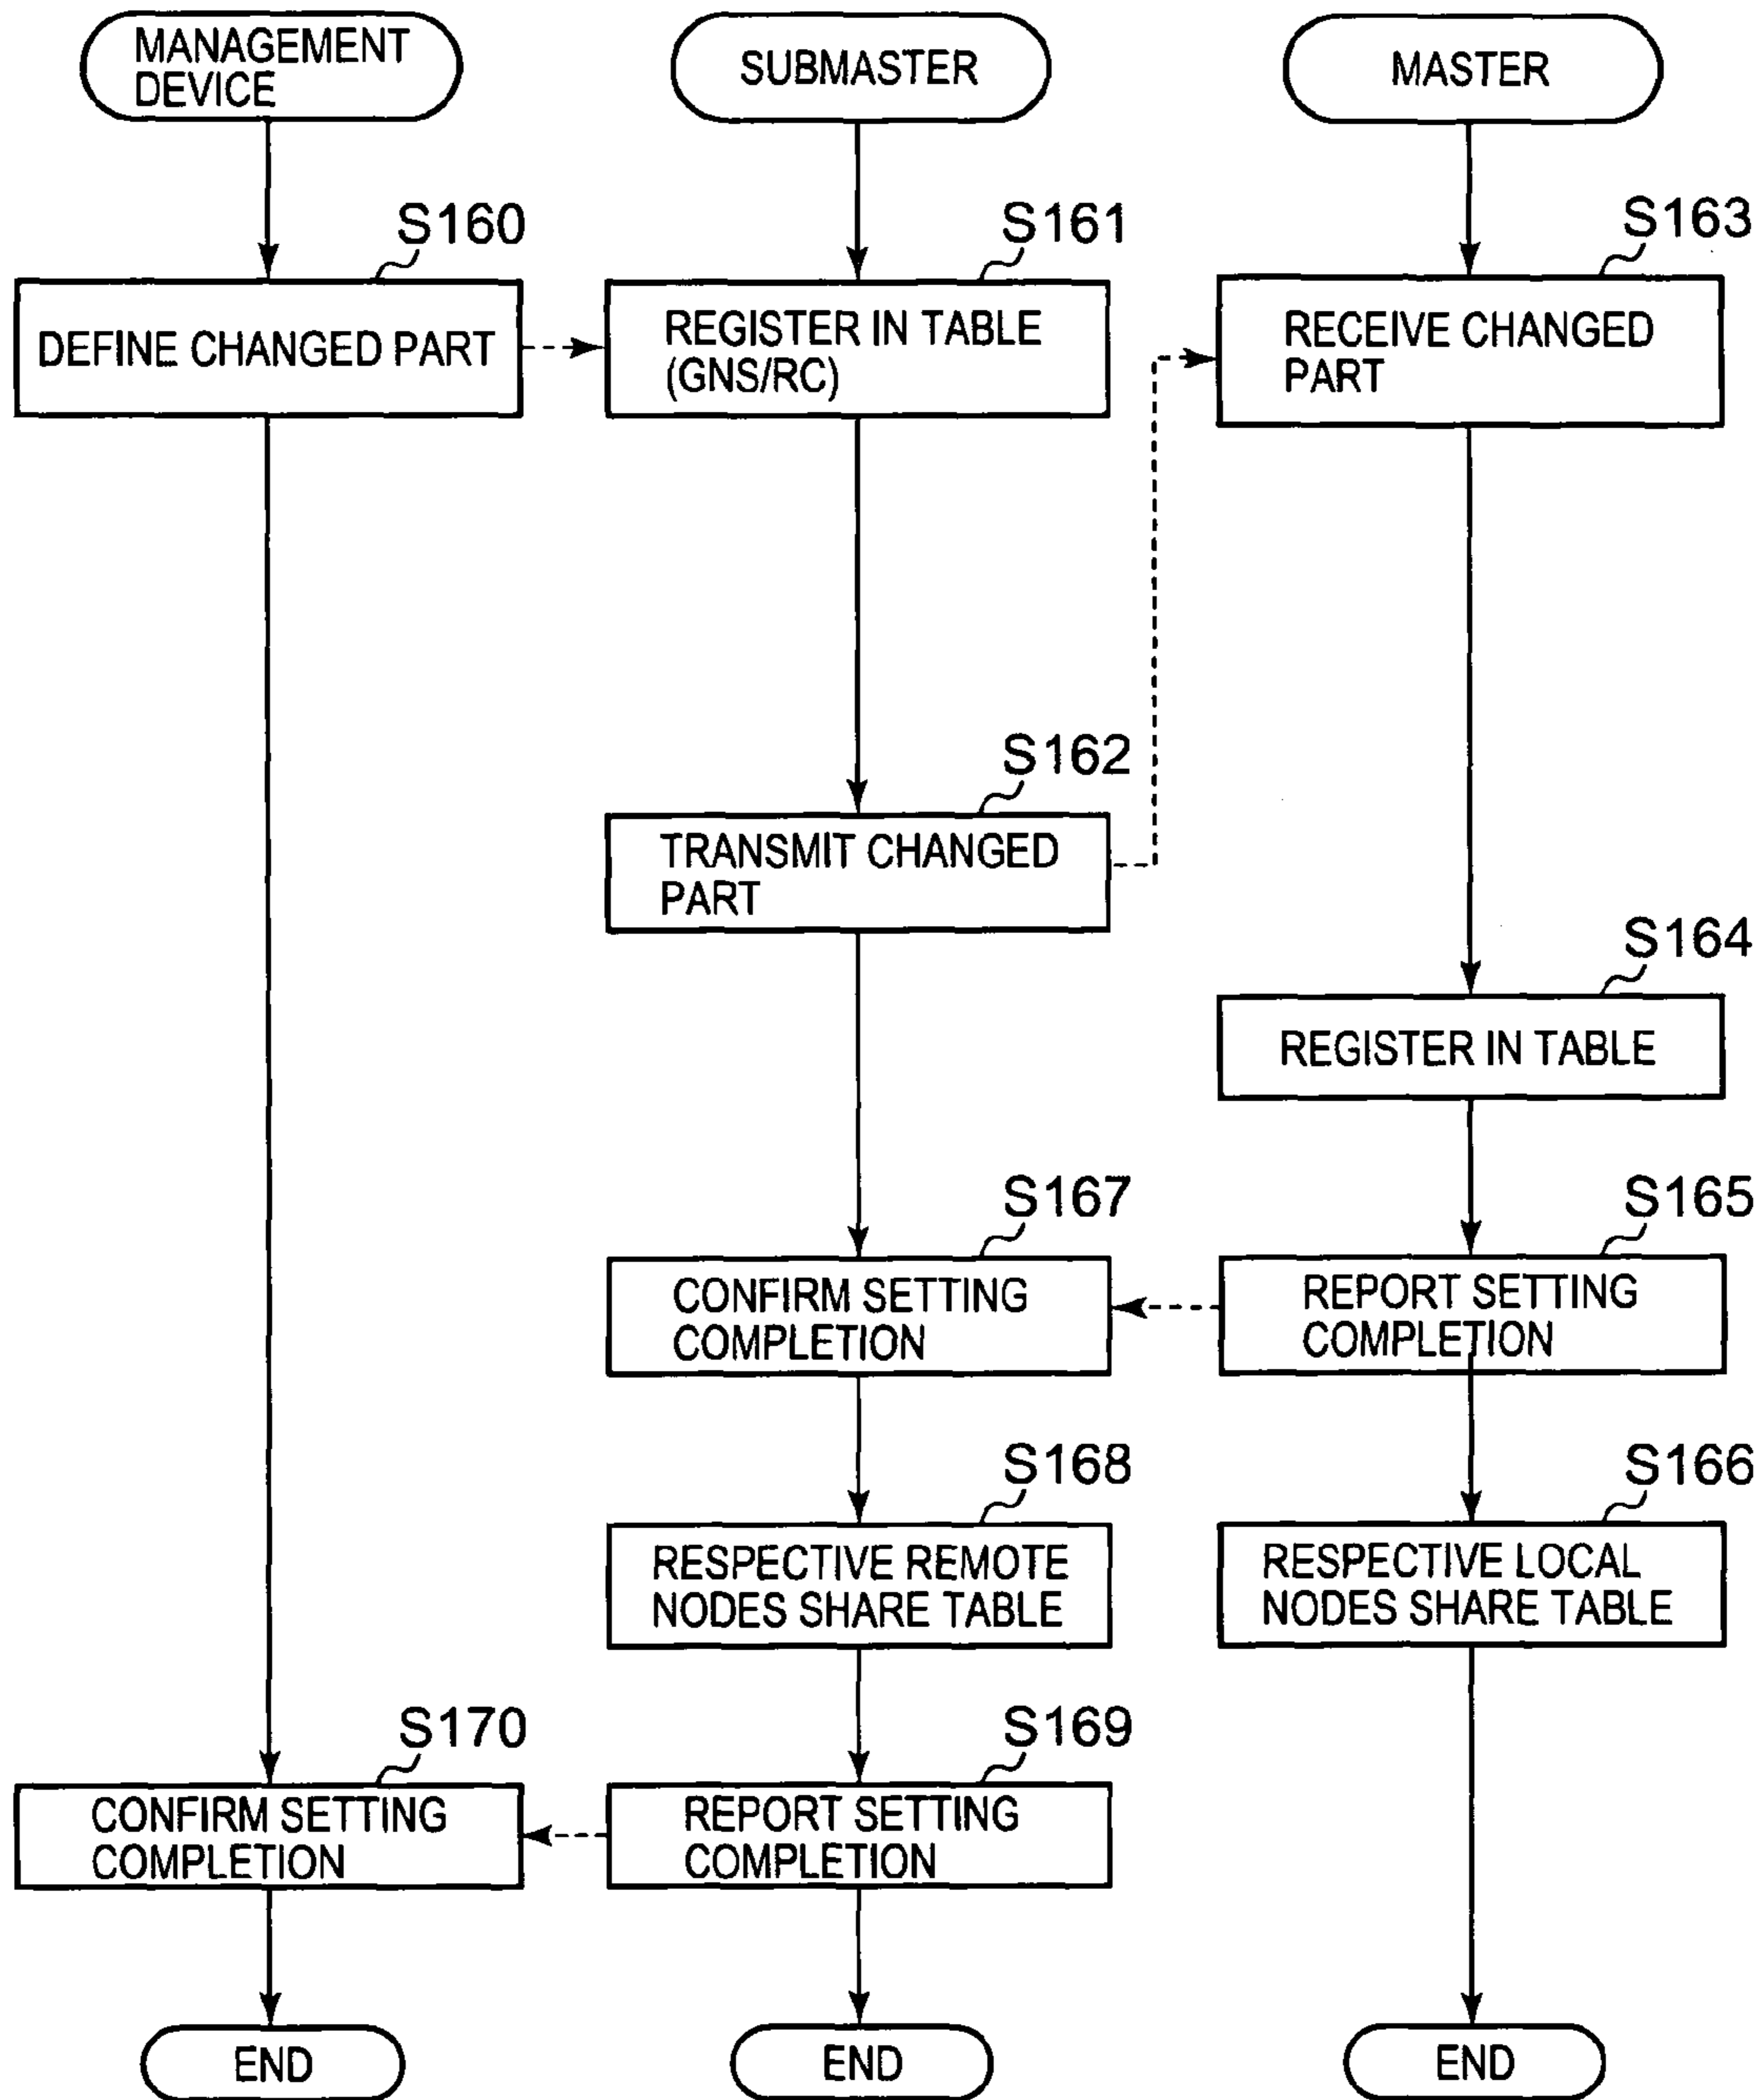 MANAGEMENT
DEVICE
SUBMASTER
MASTER
S160
DEFINE CHANGED PART
S161
REGISTER IN TABLE
(GNS/RC)
S163
RECEIVE CHANGED
PART
S162
TRANSMIT CHANGED
PART
S164
REGISTER IN TABLE
S167
CONFIRM SETTING
COMPLETION
S165
REPORT SETTING
COMPLETION
S168
RESPECTIVE REMOTE
NODES SHARE TABLE
S166
RESPECTIVE LOCAL
NODES SHARE TABLE
S170
CONFIRM SETTING
COMPLETION
S169
REPORT SETTING
COMPLETION
END
END
END